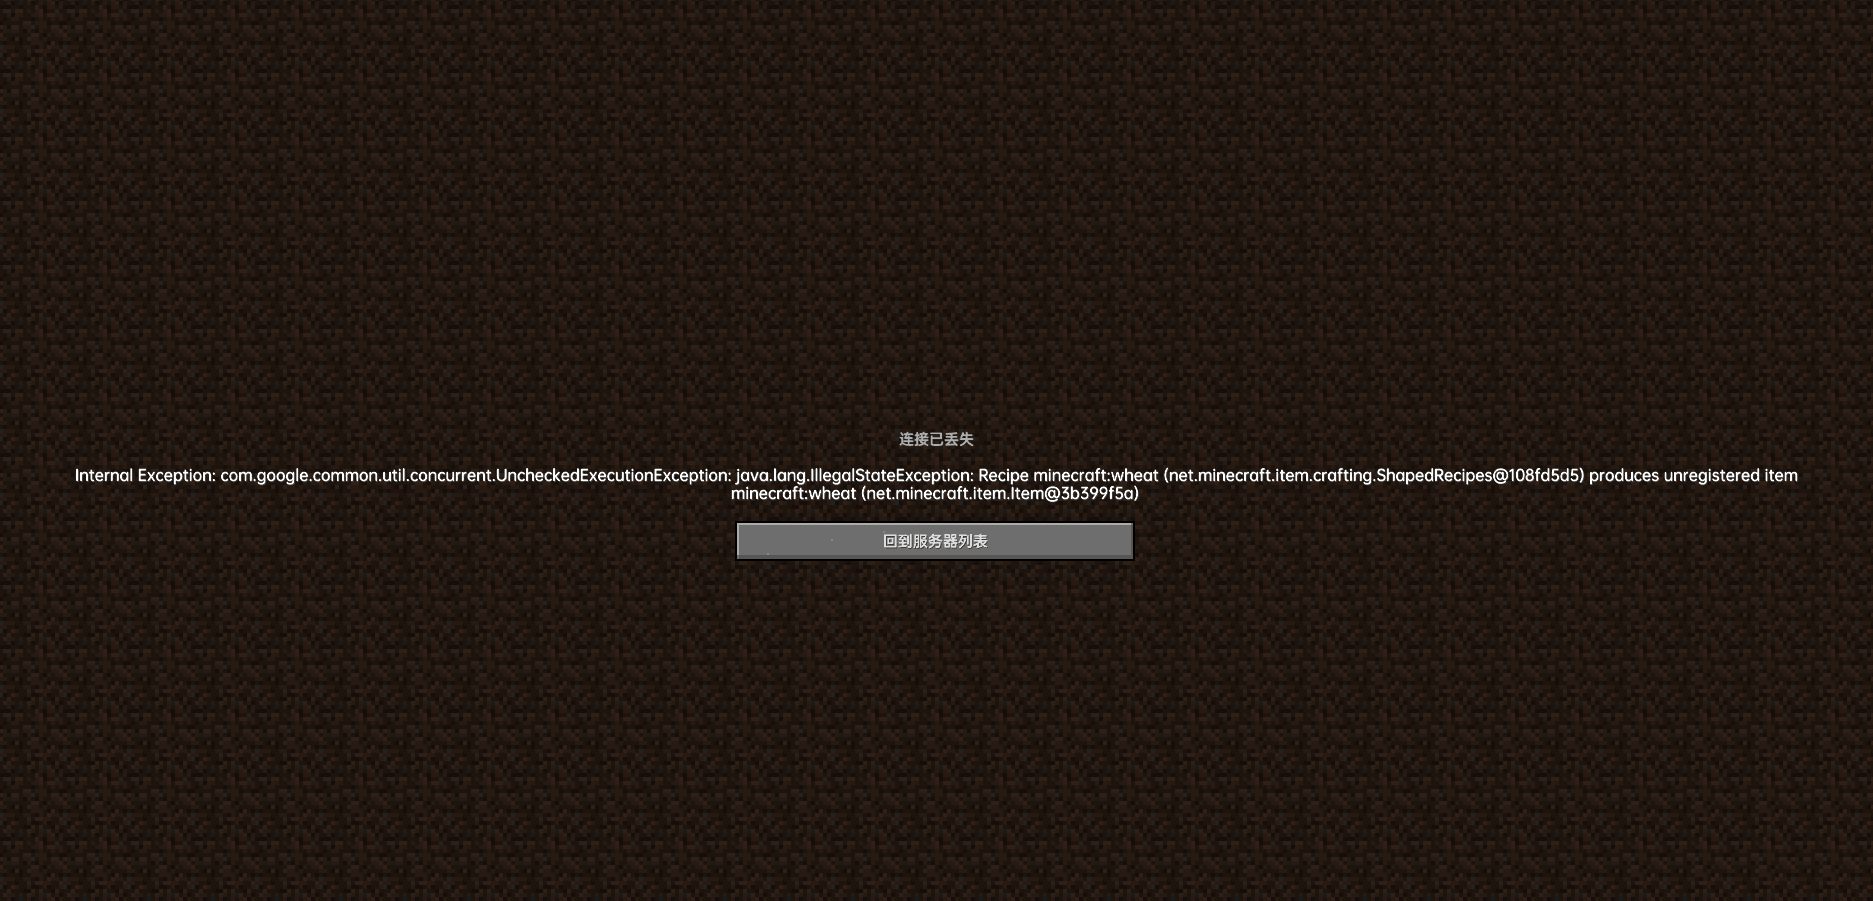 连接已丢失
Internal Exception: com.google.common.util.concurrent.UncheckedExecutionException: java.lang.IllegalStateException: Recipe minecraft:wheat (net.minecraft.item.crafting.ShapedRecipes@108fd5d5) produces unregistered item
minecraft:wheat (net.minecraft.item.Item@3b399f5a)
回到服务器列表